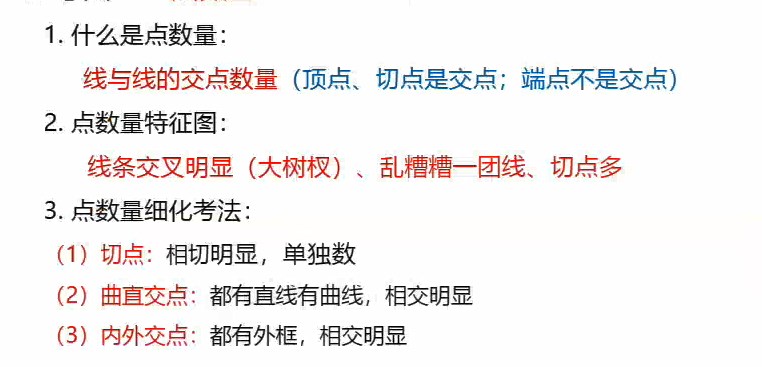 1. 什么是点数量：
线与线的交点数量（顶点、切点是交点；端点不是交点）
2. 点数量特征图：
线条交叉明显（大树杈）、乱糟糟一团线、切点多
3. 点数量细化考法：
（1）切点：相切明显，单独数
（2）曲直交点：都有直线有曲线，相交明显
（3）内外交点：都有外框，相交明显